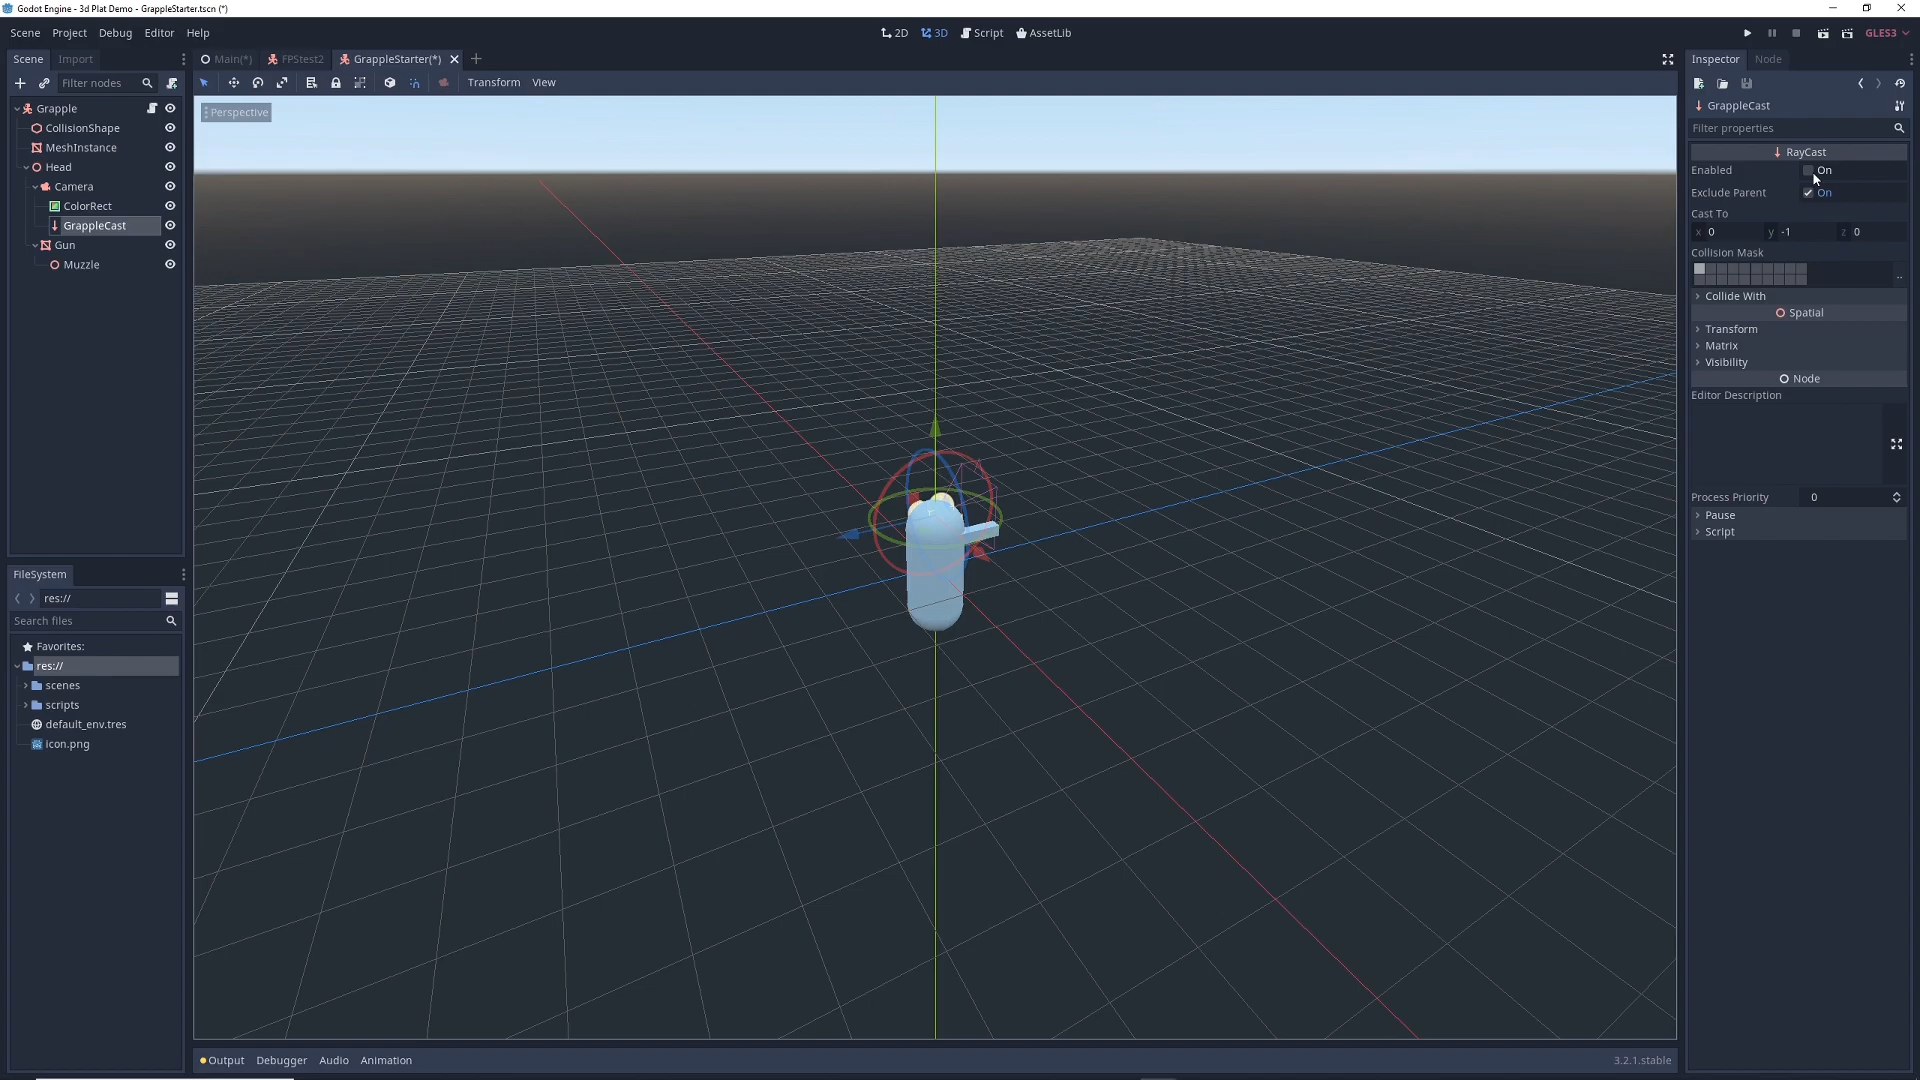 Godot Engine - 3d Plat Demo - GrappleStarter.tscn (*)
Scene Project Debug Editor Help
2D 3D Script AssetLib
GLES3
Scene Import
Main(*) FPStest2 GrappleStarter(*)
Inspector Node
Filter nodes
Transform View
Grapple
CollisionShape
MeshInstance
Head
Camera
ColorRect
GrappleCast
Gun
Muzzle
Perspective
FileSystem
res://
Search files
Favorites:
res://
scenes
scripts
default_env.tres
icon.png
Output Debugger Audio Animation
3.2.1.stable
GrappleCast
Filter properties
RayCast
Enabled On
Exclude Parent On
Cast To
x 0 y -1 z 0
Collision Mask
..
Collide With
Spatial
Transform
Matrix
Visibility
Node
Editor Description
Process Priority 0
Pause
Script